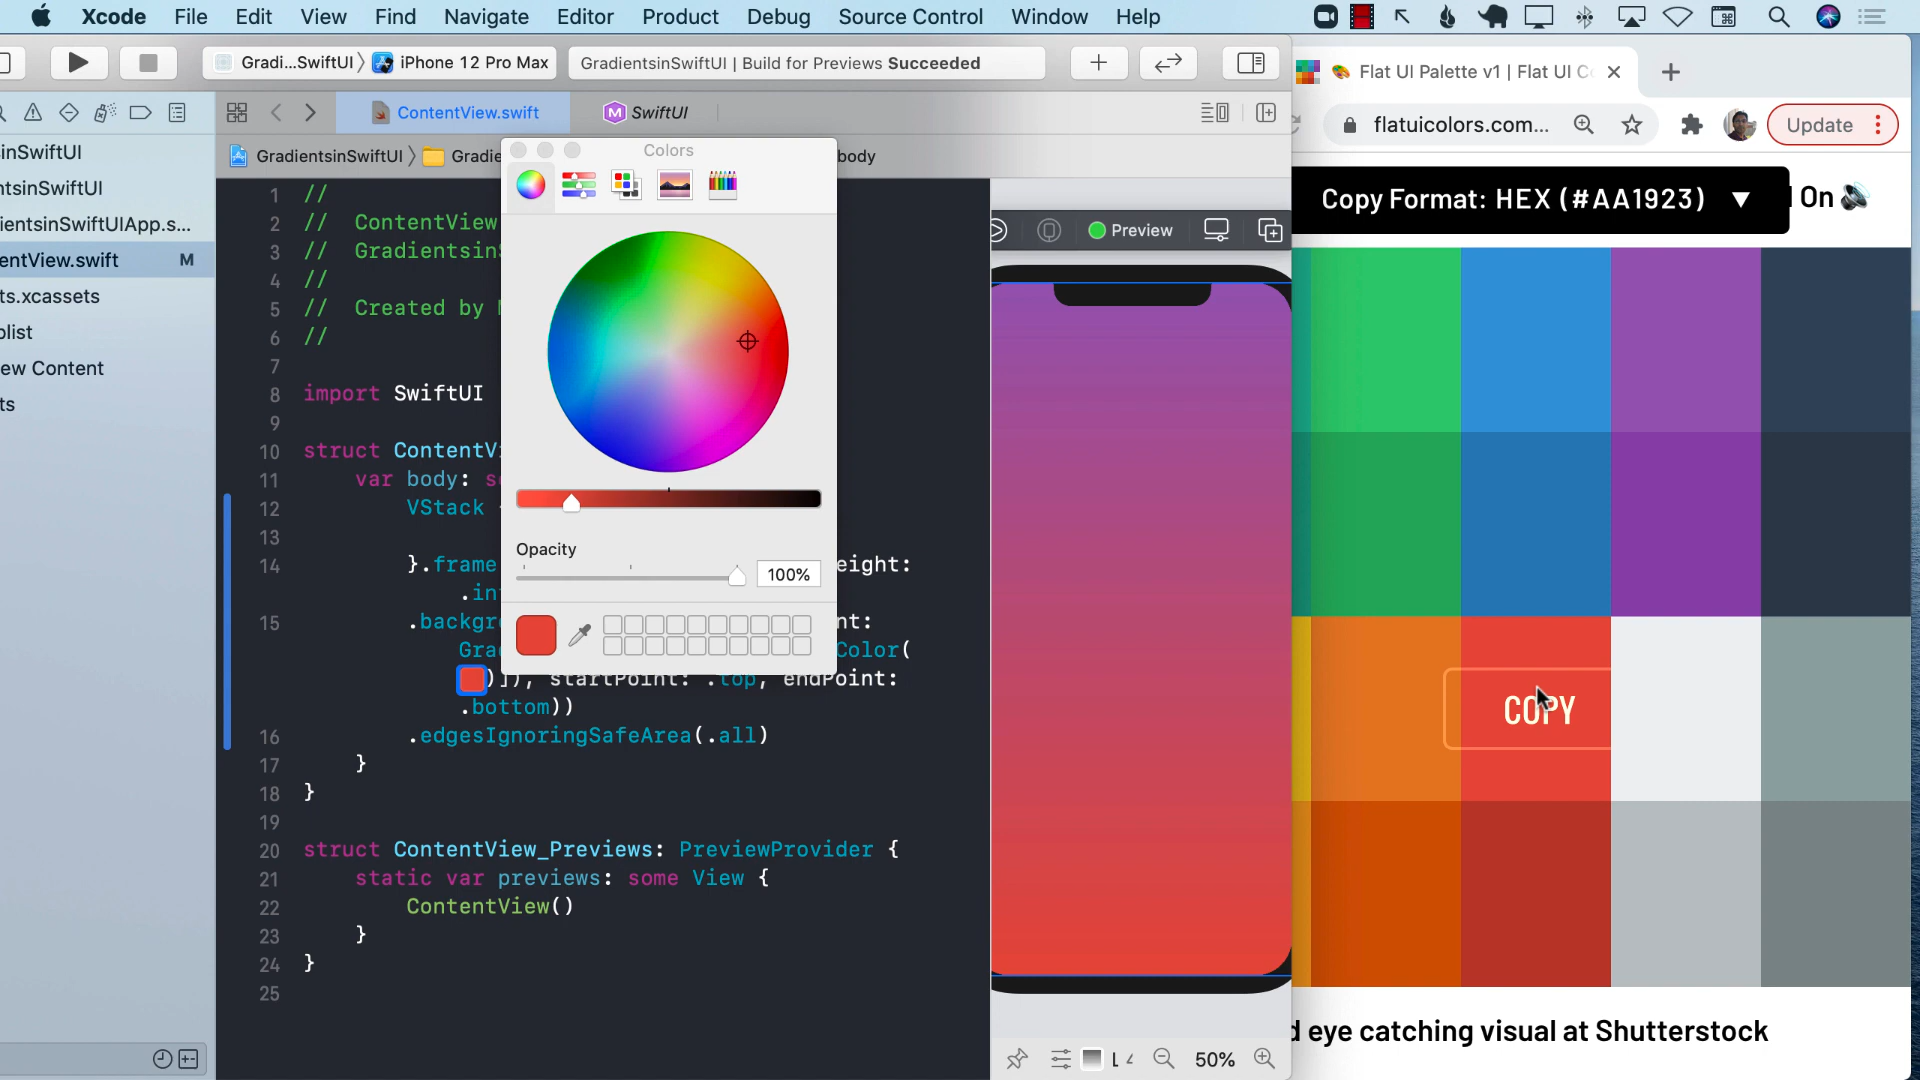 Xcode File Edit View Find Navigate Editor Product Debug Source Control Window Help
Gradi...SwiftUI iPhone 12 Pro Max
GradientsinSwiftUI | Build for Previews Succeeded
Flat UI Palette v1 | Flat UI C
ContentView.swift
SwiftUI
flatuicolors.com...
Update
GradientsinSwiftUI Gradie
body
Colors
inSwiftUI
ntsinSwiftUI
ientsinSwiftUIApp.s...
entView.swift M
ts.xcassets
plist
ew Content
ts
1 //
2 // ContentView
3 // Gradientsin
4 //
5 // Created by
6 //
7
8 import SwiftUI
9
10 struct ContentV
11 var body: s
12 VStack
13
14 }.frame eight:
.in
15 .backgr nt:
Gra Color(
)]), startPoint: .top, endPoint:
.bottom))
16 .edgesIgnoringSafeArea(.all)
17 }
18 }
19
20 struct ContentView_Previews: PreviewProvider {
21 static var previews: some View {
22 ContentView()
23 }
24 }
25
Opacity
100%
Preview
50%
Copy Format: HEX (#AA1923) ▼
On
COPY
d eye catching visual at Shutterstock